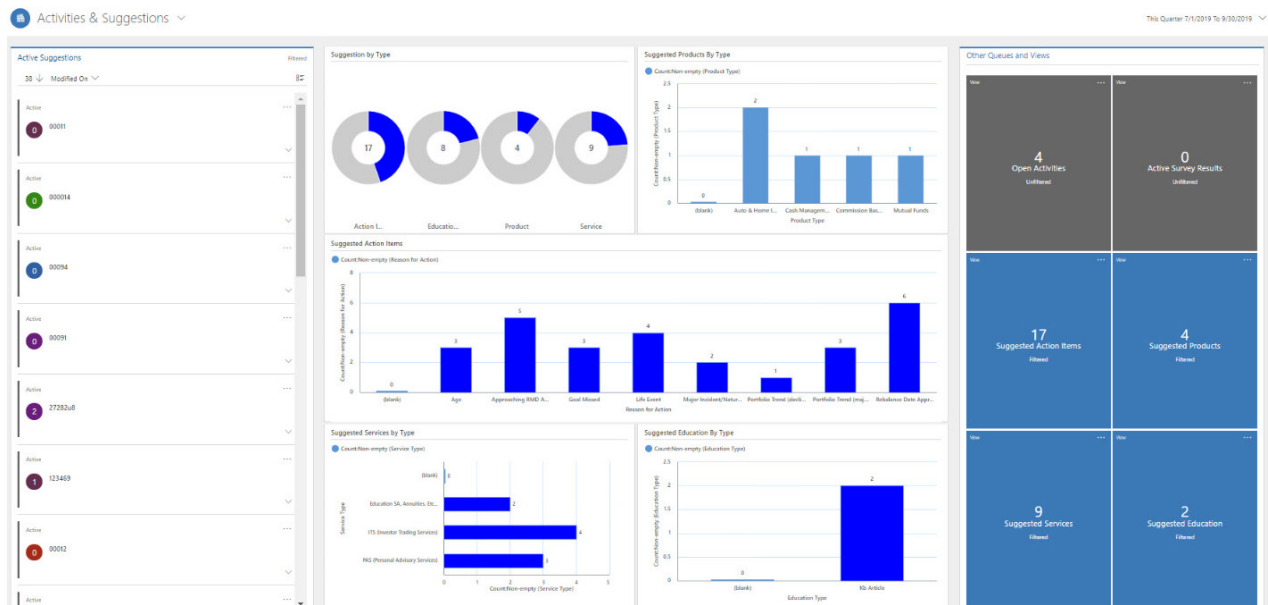 Activities & Suggestions
This Quarter 7/1/2019 To 9/30/2019
Active Suggestions
Filtered
38 Modified On
Active
0 00011
Active
0 000014
Active
0 00094
Active
0 00091
Active
2 27282u8
Active
1 123469
Active
0 00012
Active
Suggestion by Type
17 8 4 9
Action I... Educatio... Product Service
Suggested Products By Type
Count:Non-empty (Product Type)
Count:Non-empty (Product Type)
2.5
2
1.5
1
0.5
0
0 2 1 1 1
(blank) Auto & Home I... Cash Managem... Commission Bas... Mutual Funds
Product Type
Suggested Action Items
Count:Non-empty (Reason for Action)
Count:Non-empty (Reason for Action)
8
6
4
2
0
0 3 5 3 4 2 1 3 6
(blank) Age Approaching RMD A... Goal Missed Life Event Major Incident/Natur... Portfolio Trend (decli... Portfolio Trend (maj... Rebalance Date Appr...
Reason for Action
Suggested Services by Type
Count:Non-empty (Service Type)
Service Type
(blank) 0
Education SA, Annuities, Etc... 2
ITS (Investor Trading Services) 4
PAS (Personal Advisory Services) 3
0 1 2 3 4 5
Count:Non-empty (Service Type)
Suggested Education By Type
Count:Non-empty (Education Type)
Count:Non-empty (Education Type)
2.5
2
1.5
1
0.5
0
0 2
(blank) Kb Article
Education Type
Other Queues and Views
View ... View ...
4 0
Open Activities Active Survey Results
Unfiltered Unfiltered
View ... View ...
17 4
Suggested Action Items Suggested Products
Filtered Filtered
View ... View ...
9 2
Suggested Services Suggested Education
Filtered Filtered